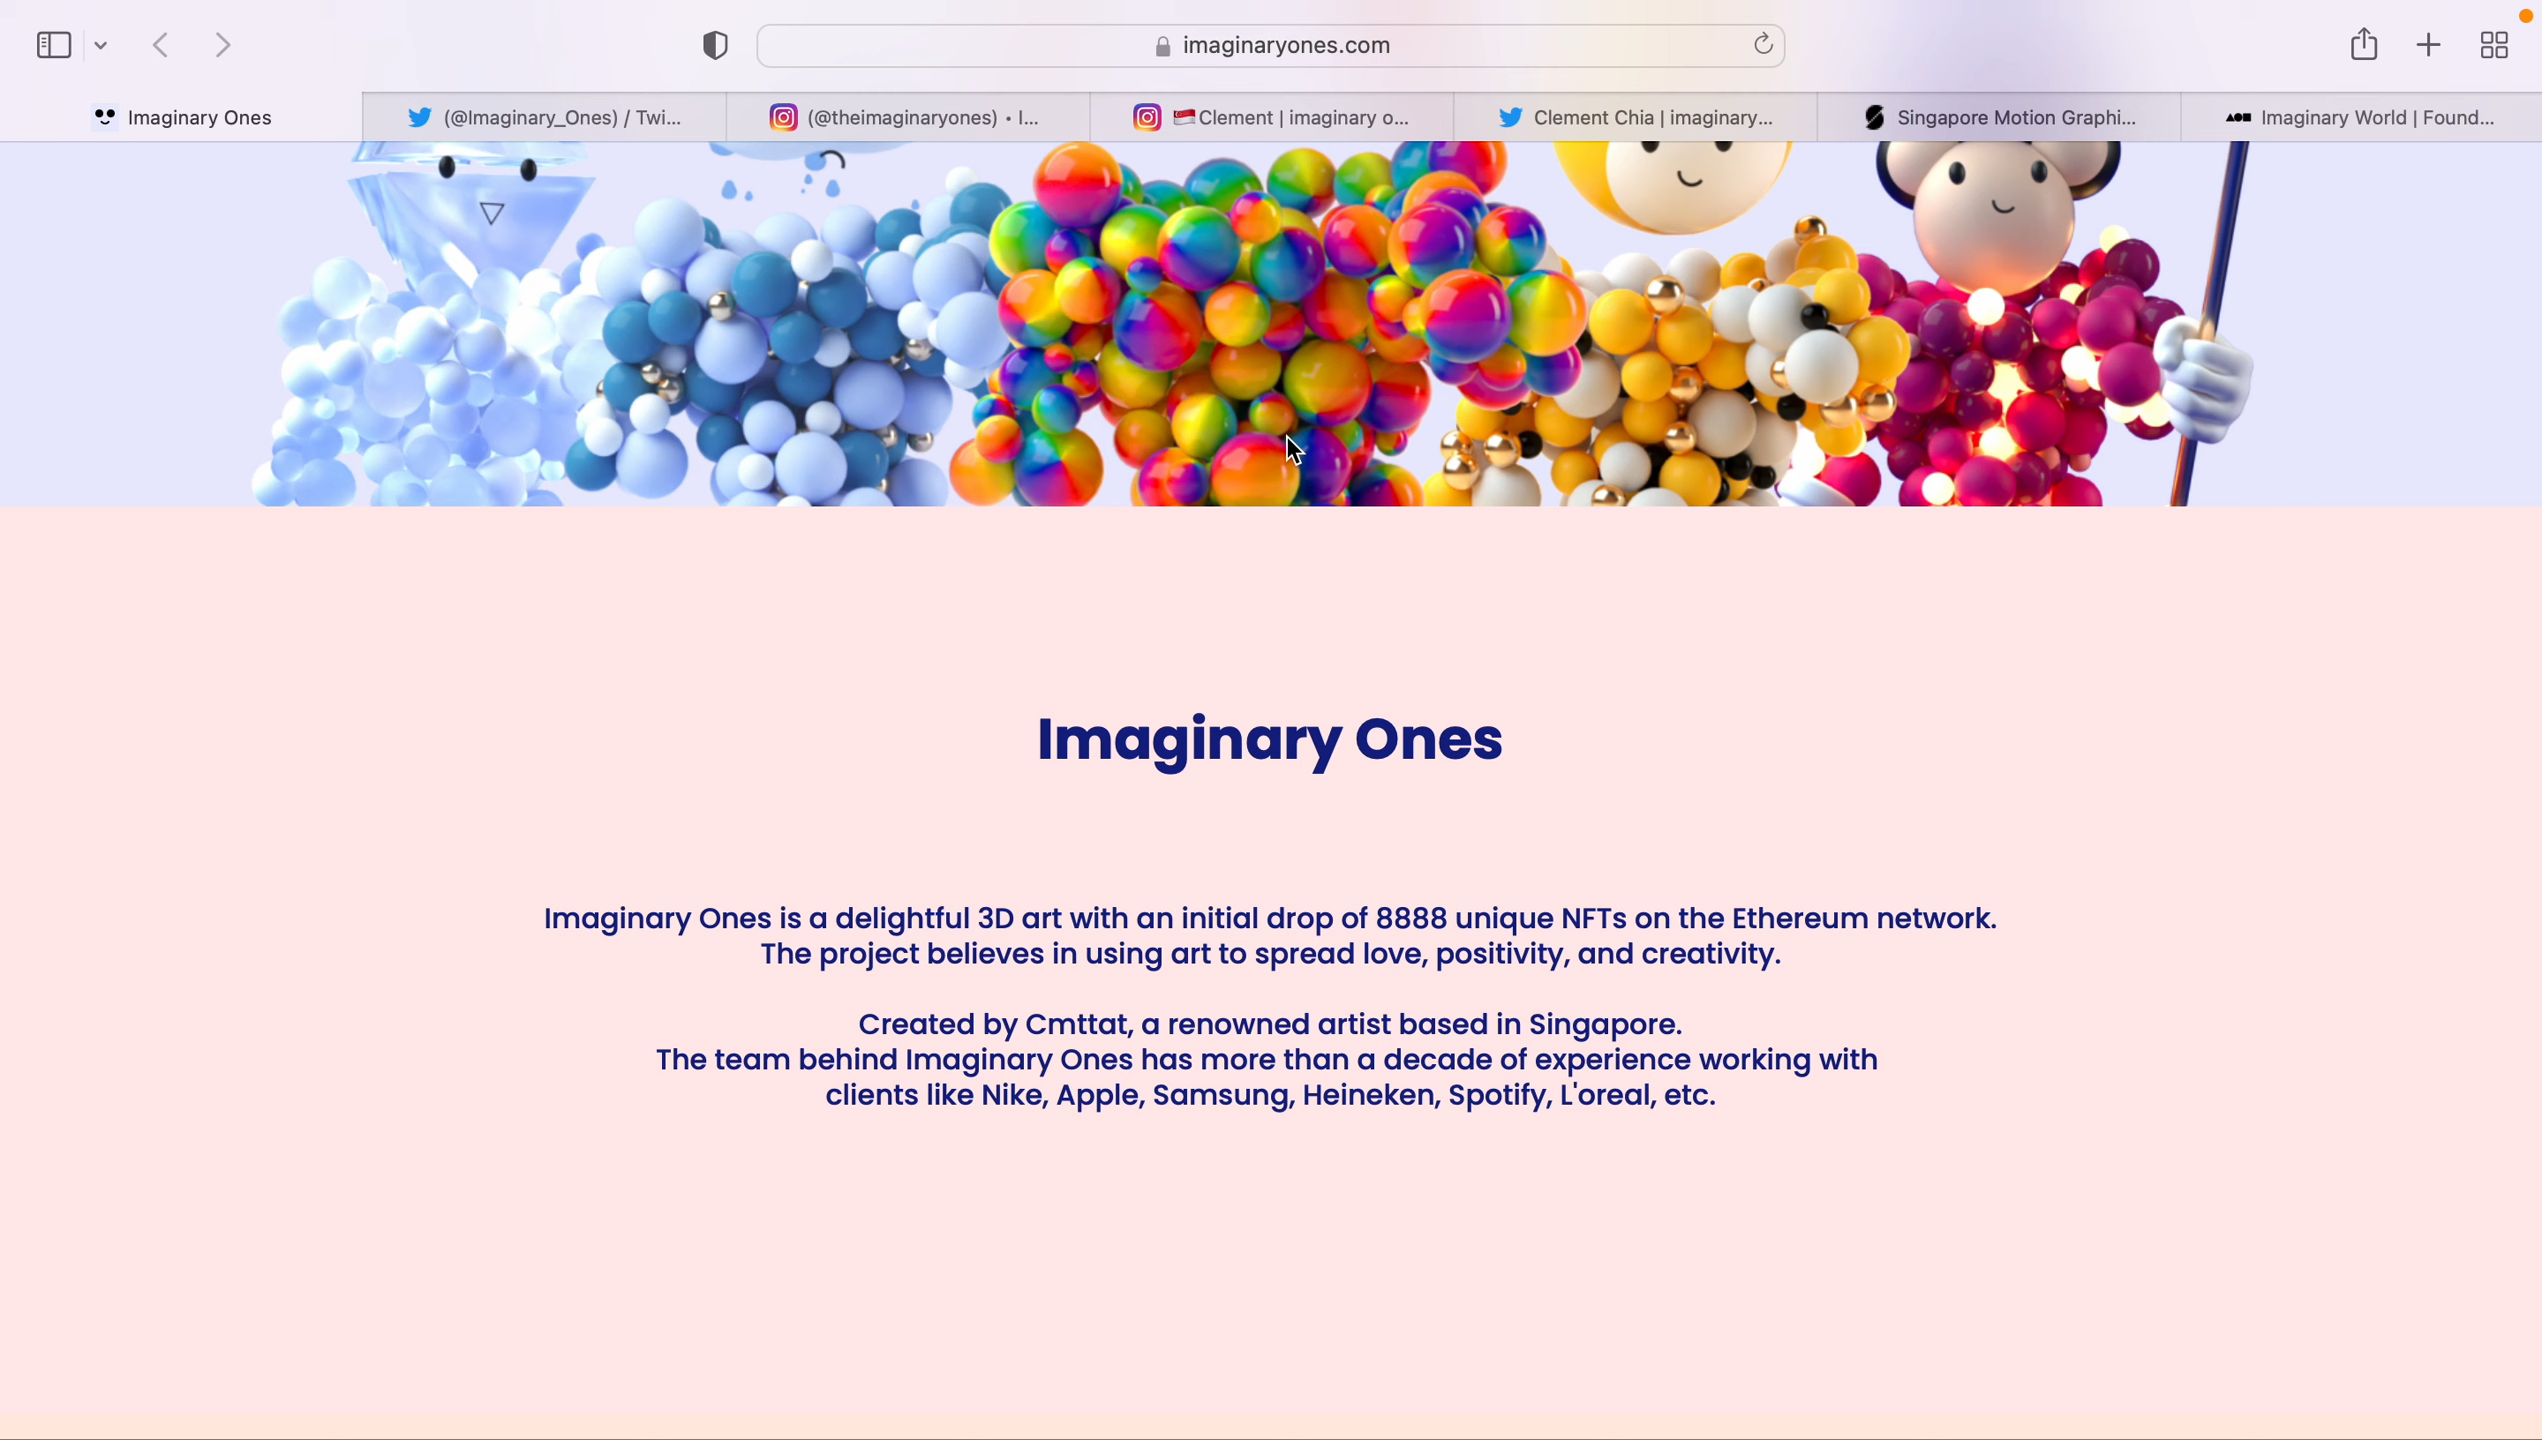 imaginaryones.com
Imaginary Ones
(@Imaginary_Ones) / Twi...
(@theimaginaryones) • I...
Clement | imaginary o...
Clement Chia | imaginary...
Singapore Motion Graphi...
Imaginary World | Found...
Imaginary Ones
Imaginary Ones is a delightful 3D art with an initial drop of 8888 unique NFTs on the Ethereum network.
The project believes in using art to spread love, positivity, and creativity.
Created by Cmttat, a renowned artist based in Singapore.
The team behind Imaginary Ones has more than a decade of experience working with
clients like Nike, Apple, Samsung, Heineken, Spotify, L'oreal, etc.